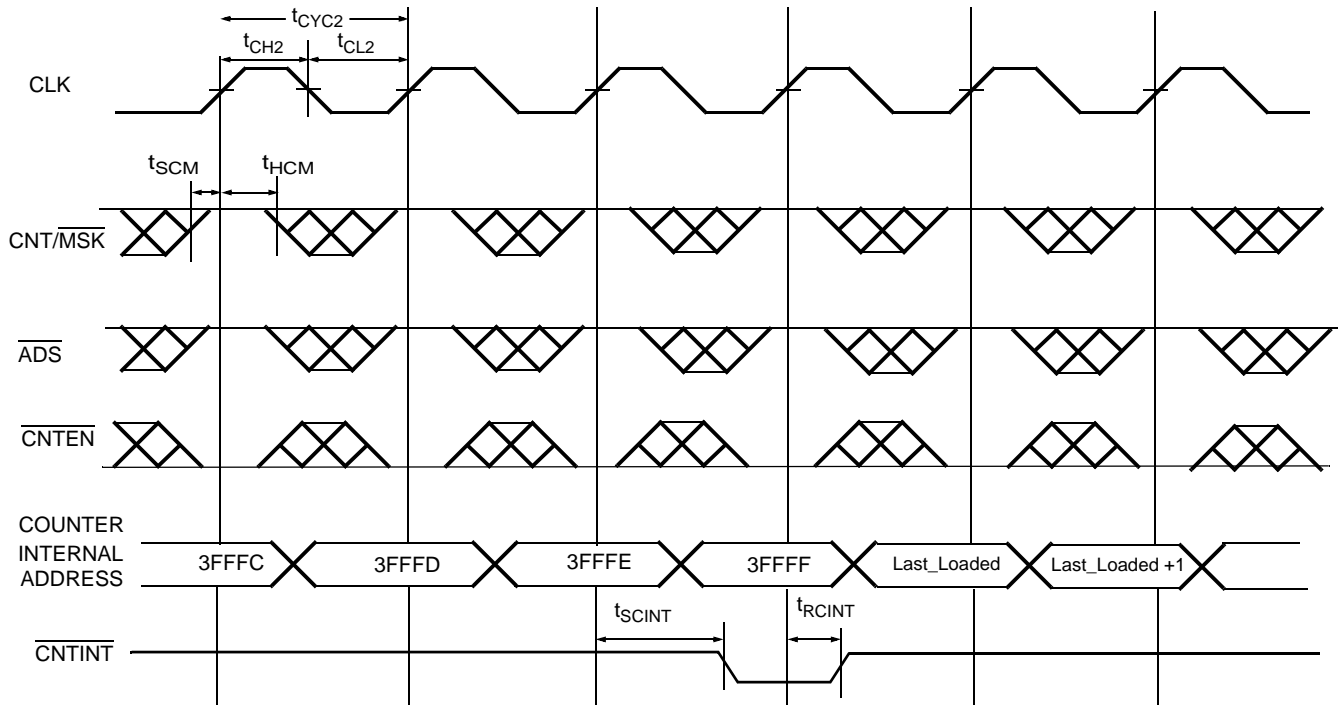 tCYC2
tCH2 tCL2
CLK
tSCM tHCM
CNT/MSK
ADS
CNTEN
COUNTER
INTERNAL
ADDRESS
3FFFC 3FFFD 3FFFE 3FFFF Last_Loaded Last_Loaded +1
tSCINT tRCINT
CNTINT